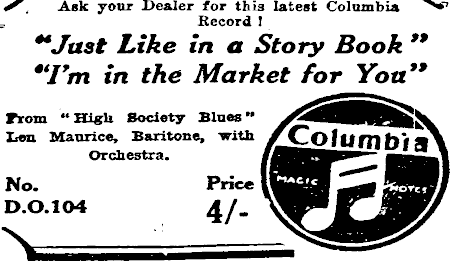 Ask your Dealer for this latest Columbia
Record !
"Just Like in a Story Book"
"I'm in the Market for You"
From "High Society Blues"
Len Maurice, Baritone, with
Orchestra.
No.
D.O.104
Price
4/-
Columbia
MAGIC NOTES